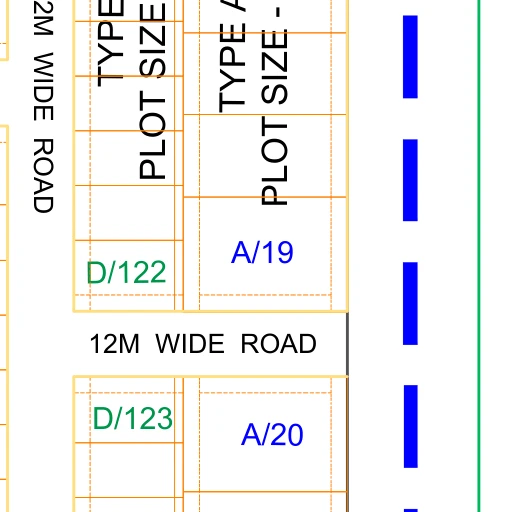 2M WIDE ROAD
TYPE
PLOT SIZE
TYPE A
PLOT SIZE -
A/19
D/122
12M WIDE ROAD
D/123
A/20